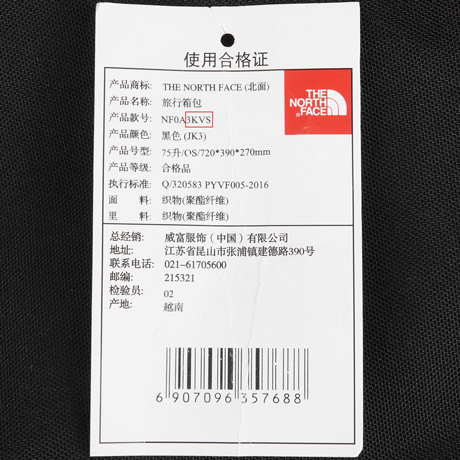 使用合格证
产品商标: THE NORTH FACE (北面)
产品名称: 旅行箱包
产品款号: NF0A3KVS
产品颜色: 黑色 (JK3)
产品号型: 75升/OS/720*390*270mm
产品等级: 合格品
执行标准: Q/320583 PYVF005-2016
面 料: 织物(聚酯纤维)
里 料: 织物(聚酯纤维)
THE
NORTH
FACE
总经销: 威富服饰（中国）有限公司
地址: 江苏省昆山市张浦镇建德路390号
联系电话: 021-61705600
邮编: 215321
检验员: 02
产地: 越南
6 907096 357688